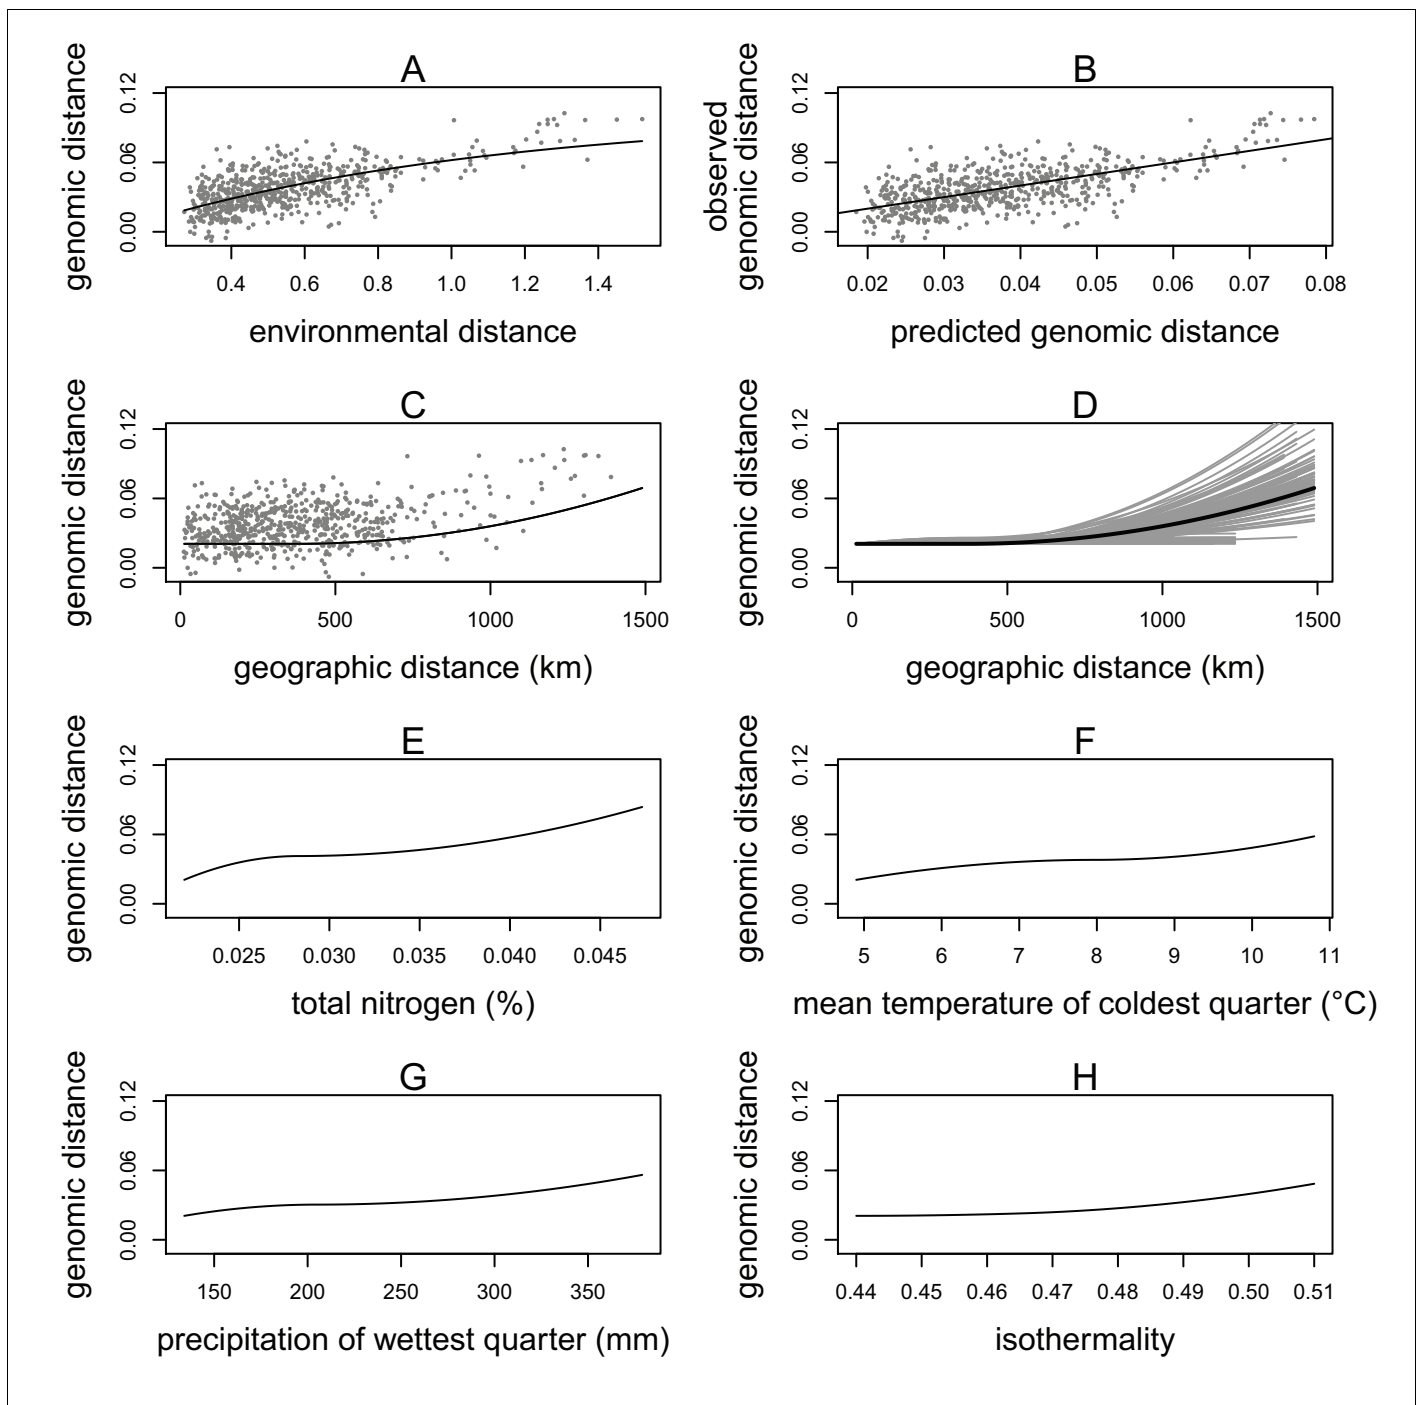 A
genomic distance
0.00 0.06 0.12
0.4 0.6 0.8 1.0 1.2 1.4
environmental distance
B
observed
genomic distance
0.00 0.06 0.12
0.02 0.03 0.04 0.05 0.06 0.07 0.08
predicted genomic distance
C
genomic distance
0.00 0.06 0.12
0 500 1000 1500
geographic distance (km)
D
genomic distance
0.00 0.06 0.12
0 500 1000 1500
geographic distance (km)
E
genomic distance
0.00 0.06 0.12
0.025 0.030 0.035 0.040 0.045
total nitrogen (%)
F
genomic distance
0.00 0.06 0.12
5 6 7 8 9 10 11
mean temperature of coldest quarter (°C)
G
genomic distance
0.00 0.06 0.12
150 200 250 300 350
precipitation of wettest quarter (mm)
H
genomic distance
0.00 0.06 0.12
0.44 0.45 0.46 0.47 0.48 0.49 0.50 0.51
isothermality